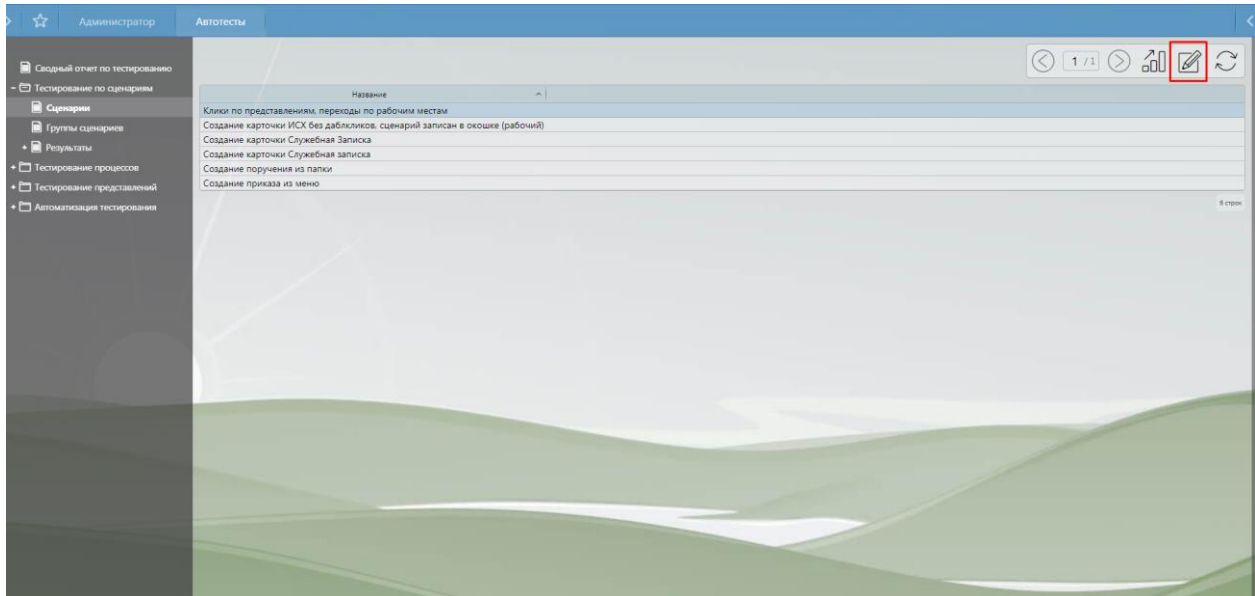 Администратор
Автотесты
1 /1
Сводный отчет по тестированию
Тестирование по сценариям
Сценарии
Группы сценариев
Результаты
Тестирование процессов
Тестирование представлений
Автоматизация тестирования
Название
Клики по представлениям, переходы по рабочим местам
Создание карточки ИСХ без даблкликов, сценарий записан в окошке (рабочий)
Создание карточки Служебная Записка
Создание карточки Служебная записка
Создание поручения из папки
Создание приказа из меню
6 строк